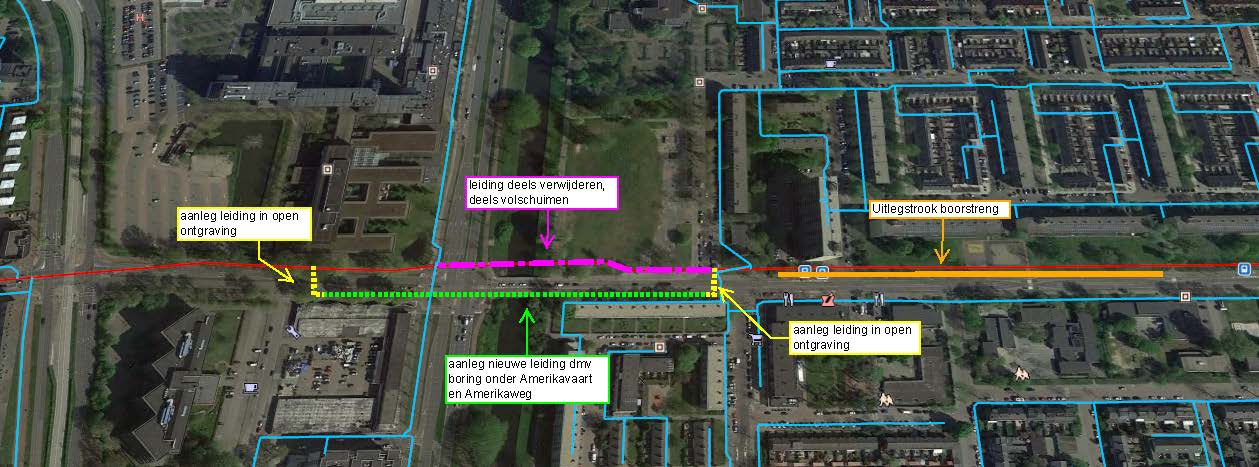 leiding deels verwijderen,
deels volschuimen
aanleg leiding in open
ontgraving
Uitlegstrook boorstreng
aanleg leiding in open
ontgraving
aanleg nieuwe leiding dmv
boring onder Amerikavaart
en Amerikaweg